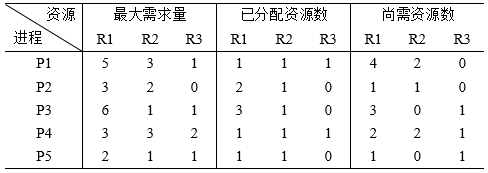 资源 最大需求量 已分配资源数 尚需资源数
进程 R1 R2 R3 R1 R2 R3 R1 R2 R3
P1 5 3 1 1 1 1 4 2 0
P2 3 2 0 2 1 0 1 1 0
P3 6 1 1 3 1 0 3 0 1
P4 3 3 2 1 1 1 2 2 1
P5 2 1 1 1 1 0 1 0 1